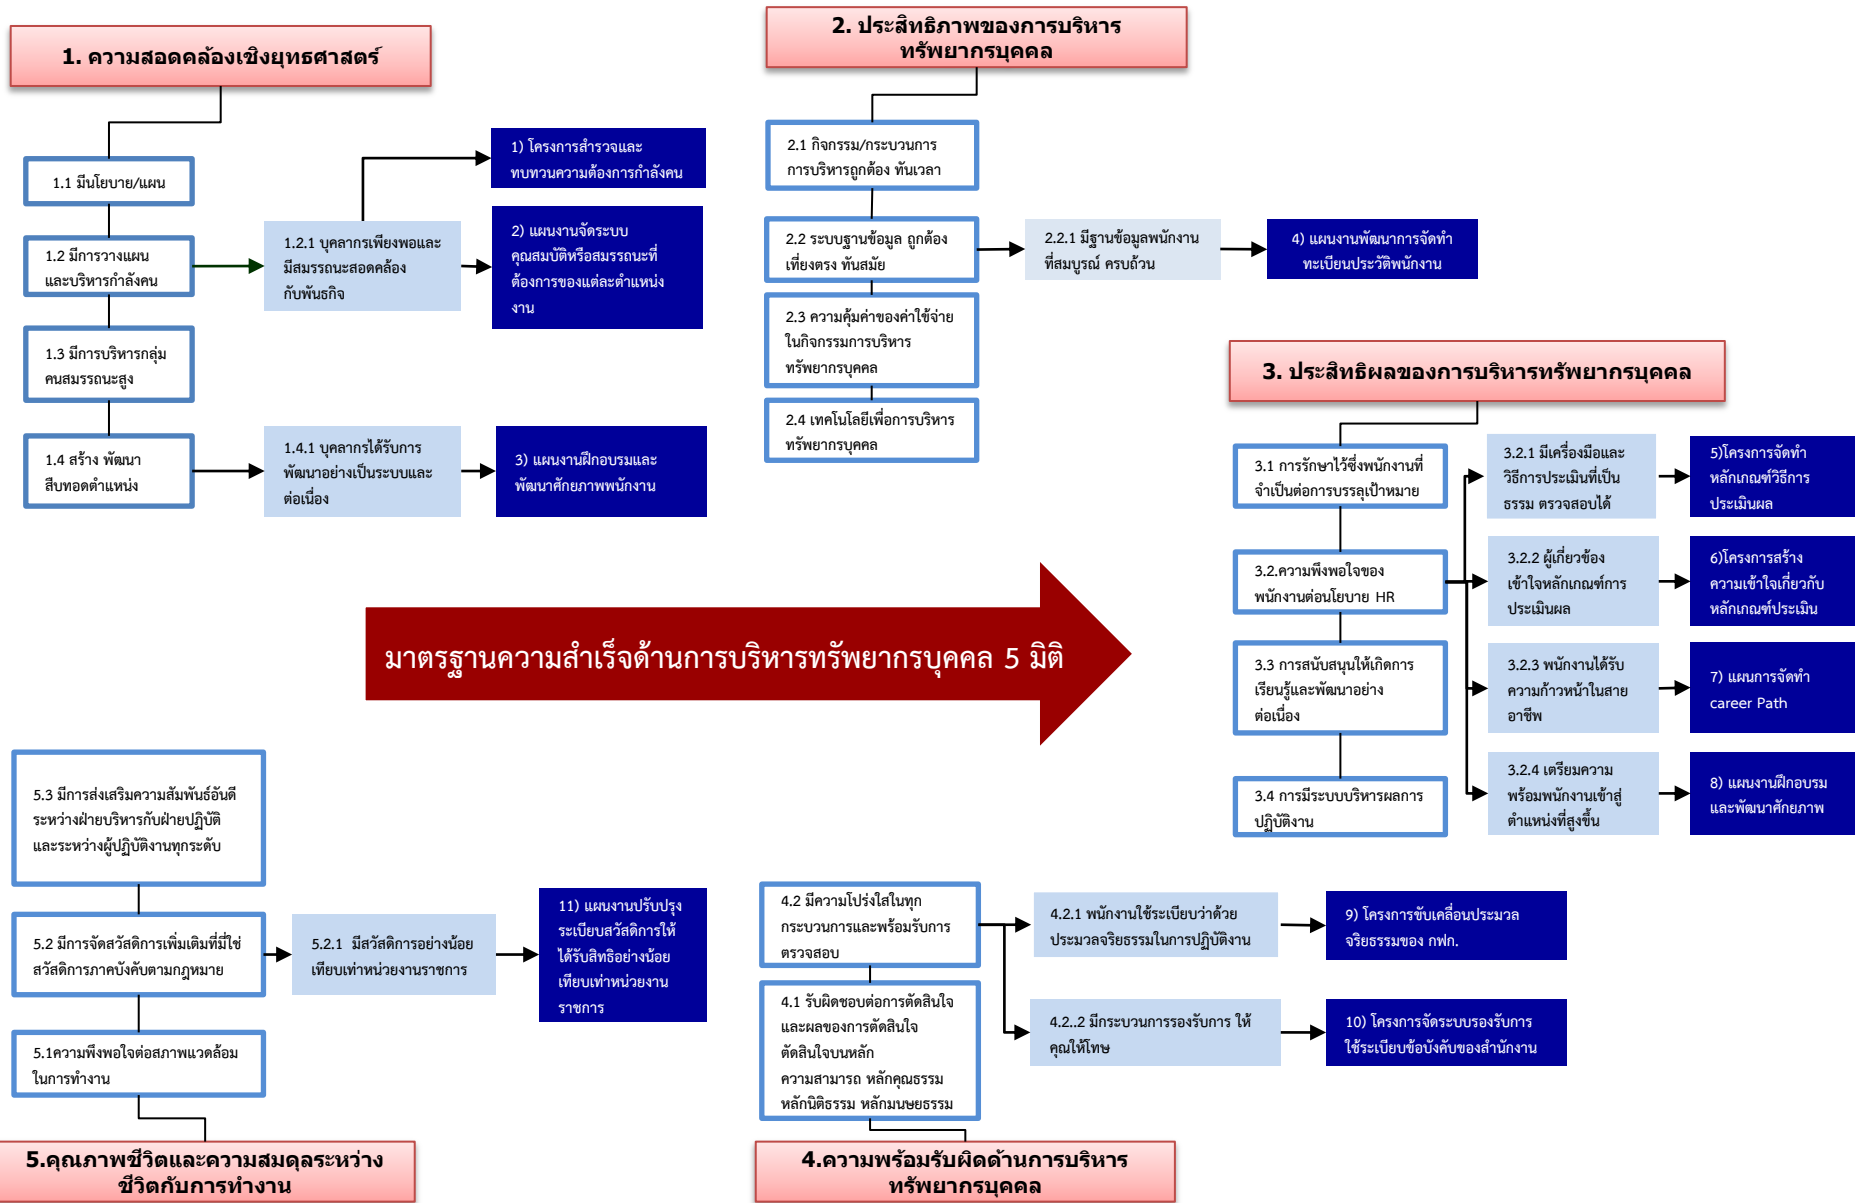 1. ความสอดคล้องเชิงยุทธศาสตร์
1.1 มีนโยบาย/แผน
1.2 มีการวางแผน
และบริหารกำลังคน
1.3 มีการบริหารกลุ่ม
คนสมรรถนะสูง
1.4 สร้าง พัฒนา
สืบทอดตำแหน่ง
1.2.1 บุคลากรเพียงพอและ
มีสมรรถนะสอดคล้อง
กับพันธกิจ
1.4.1 บุคลากรได้รับการ
พัฒนาอย่างเป็นระบบและ
ต่อเนื่อง
1) โครงการสำรวจและ
ทบทวนความต้องการกำลังคน
2) แผนงานจัดระบบ
คุณสมบัติหรือสมรรถนะที่
ต้องการของแต่ละตำแหน่ง
งาน
3) แผนงานฝึกอบรมและ
พัฒนาศักยภาพพนักงาน
2. ประสิทธิภาพของการบริหาร
ทรัพยากรบุคคล
2.1 กิจกรรม/กระบวนการ
การบริหารถูกต้อง ทันเวลา
2.2 ระบบฐานข้อมูล ถูกต้อง
เที่ยงตรง ทันสมัย
2.3 ความคุ้มค่าของค่าใช้จ่าย
ในกิจกรรมการบริหาร
ทรัพยากรบุคคล
2.4 เทคโนโลยีเพื่อการบริหาร
ทรัพยากรบุคคล
2.2.1 มีฐานข้อมูลพนักงาน
ที่สมบูรณ์ ครบถ้วน
4) แผนงานพัฒนาการจัดทำ
ทะเบียนประวัติพนักงาน
3. ประสิทธิผลของการบริหารทรัพยากรบุคคล
3.1 การรักษาไว้ซึ่งพนักงานที่
จำเป็นต่อการบรรลุเป้าหมาย
3.2.ความพึงพอใจของ
พนักงานต่อนโยบาย HR
3.3 การสนับสนุนให้เกิดการ
เรียนรู้และพัฒนาอย่าง
ต่อเนื่อง
3.4 การมีระบบบริหารผลการ
ปฏิบัติงาน
3.2.1 มีเครื่องมือและ
วิธีการประเมินที่เป็น
ธรรม ตรวจสอบได้
3.2.2 ผู้เกี่ยวข้อง
เข้าใจหลักเกณฑ์การ
ประเมินผล
3.2.3 พนักงานได้รับ
ความก้าวหน้าในสาย
อาชีพ
3.2.4 เตรียมความ
พร้อมพนักงานเข้าสู่
ตำแหน่งที่สูงขึ้น
5)โครงการจัดทำ
หลักเกณฑ์วิธีการ
ประเมินผล
6)โครงการสร้าง
ความเข้าใจเกี่ยวกับ
หลักเกณฑ์ประเมิน
7) แผนการจัดทำ
career Path
8) แผนงานฝึกอบรม
และพัฒนาศักยภาพ
มาตรฐานความสำเร็จด้านการบริหารทรัพยากรบุคคล 5 มิติ
5.3 มีการส่งเสริมความสัมพันธ์อันดี
ระหว่างฝ่ายบริหารกับฝ่ายปฏิบัติ
และระหว่างผู้ปฏิบัติงานทุกระดับ
5.2 มีการจัดสวัสดิการเพิ่มเติมที่มิใช่
สวัสดิการภาคบังคับตามกฎหมาย
5.1ความพึงพอใจต่อสภาพแวดล้อม
ในการทำงาน
5.2.1 มีสวัสดิการอย่างน้อย
เทียบเท่าหน่วยงานราชการ
11) แผนงานปรับปรุง
ระเบียบสวัสดิการให้
ได้รับสิทธิอย่างน้อย
เทียบเท่าหน่วยงาน
ราชการ
5.คุณภาพชีวิตและความสมดุลระหว่าง
ชีวิตกับการทำงาน
4.2 มีความโปร่งใสในทุก
กระบวนการและพร้อมรับการ
ตรวจสอบ
4.1 รับผิดชอบต่อการตัดสินใจ
และผลของการตัดสินใจ
ตัดสินใจบนหลัก
ความสามารถ หลักคุณธรรม
หลักนิติธรรม หลักมนษยธรรม
4.2.1 พนักงานใช้ระเบียบว่าด้วย
ประมวลจริยธรรมในการปฏิบัติงาน
4.2..2 มีกระบวนการรองรับการ ให้
คุณให้โทษ
9) โครงการขับเคลื่อนประมวล
จริยธรรมของ กฟก.
10) โครงการจัดระบบรองรับการ
ใช้ระเบียบข้อบังคับของสำนักงาน
4.ความพร้อมรับผิดด้านการบริหาร
ทรัพยากรบุคคล